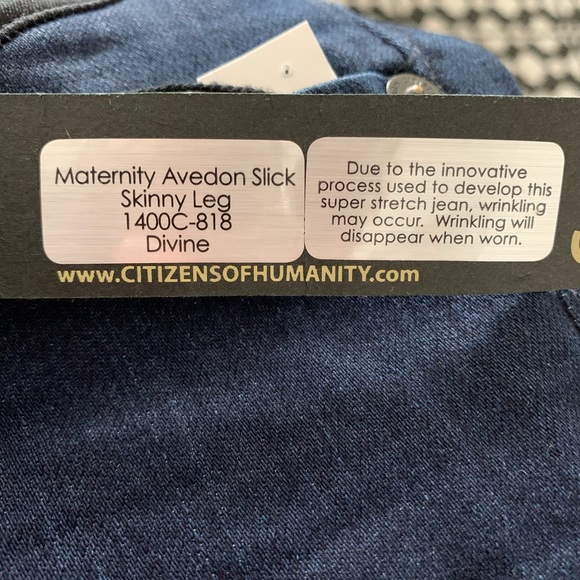 Maternity Avedon Slick
Skinny Leg
1400C-818
Divine
Due to the innovative
process used to develop this
super stretch jean, wrinkling
may occur. Wrinkling will
disappear when worn.
www.CITIZENSOFHUMANITY.com